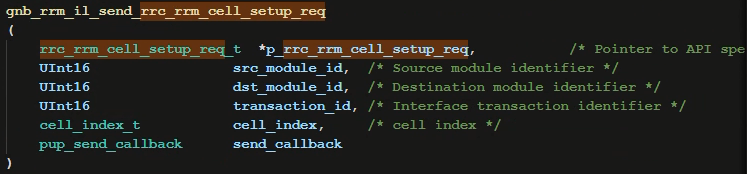 gnb_rrm_il_send_rrc_rrm_cell_setup_req
(
rrc_rrm_cell_setup_req_t *p_rrc_rrm_cell_setup_req, /* Pointer to API spe
UInt16 src_module_id, /* Source module identifier */
UInt16 dst_module_id, /* Destination module identifier */
UInt16 transaction_id, /* Interface transaction identifier */
cell_index_t cell_index, /* cell index */
pup_send_callback send_callback
)